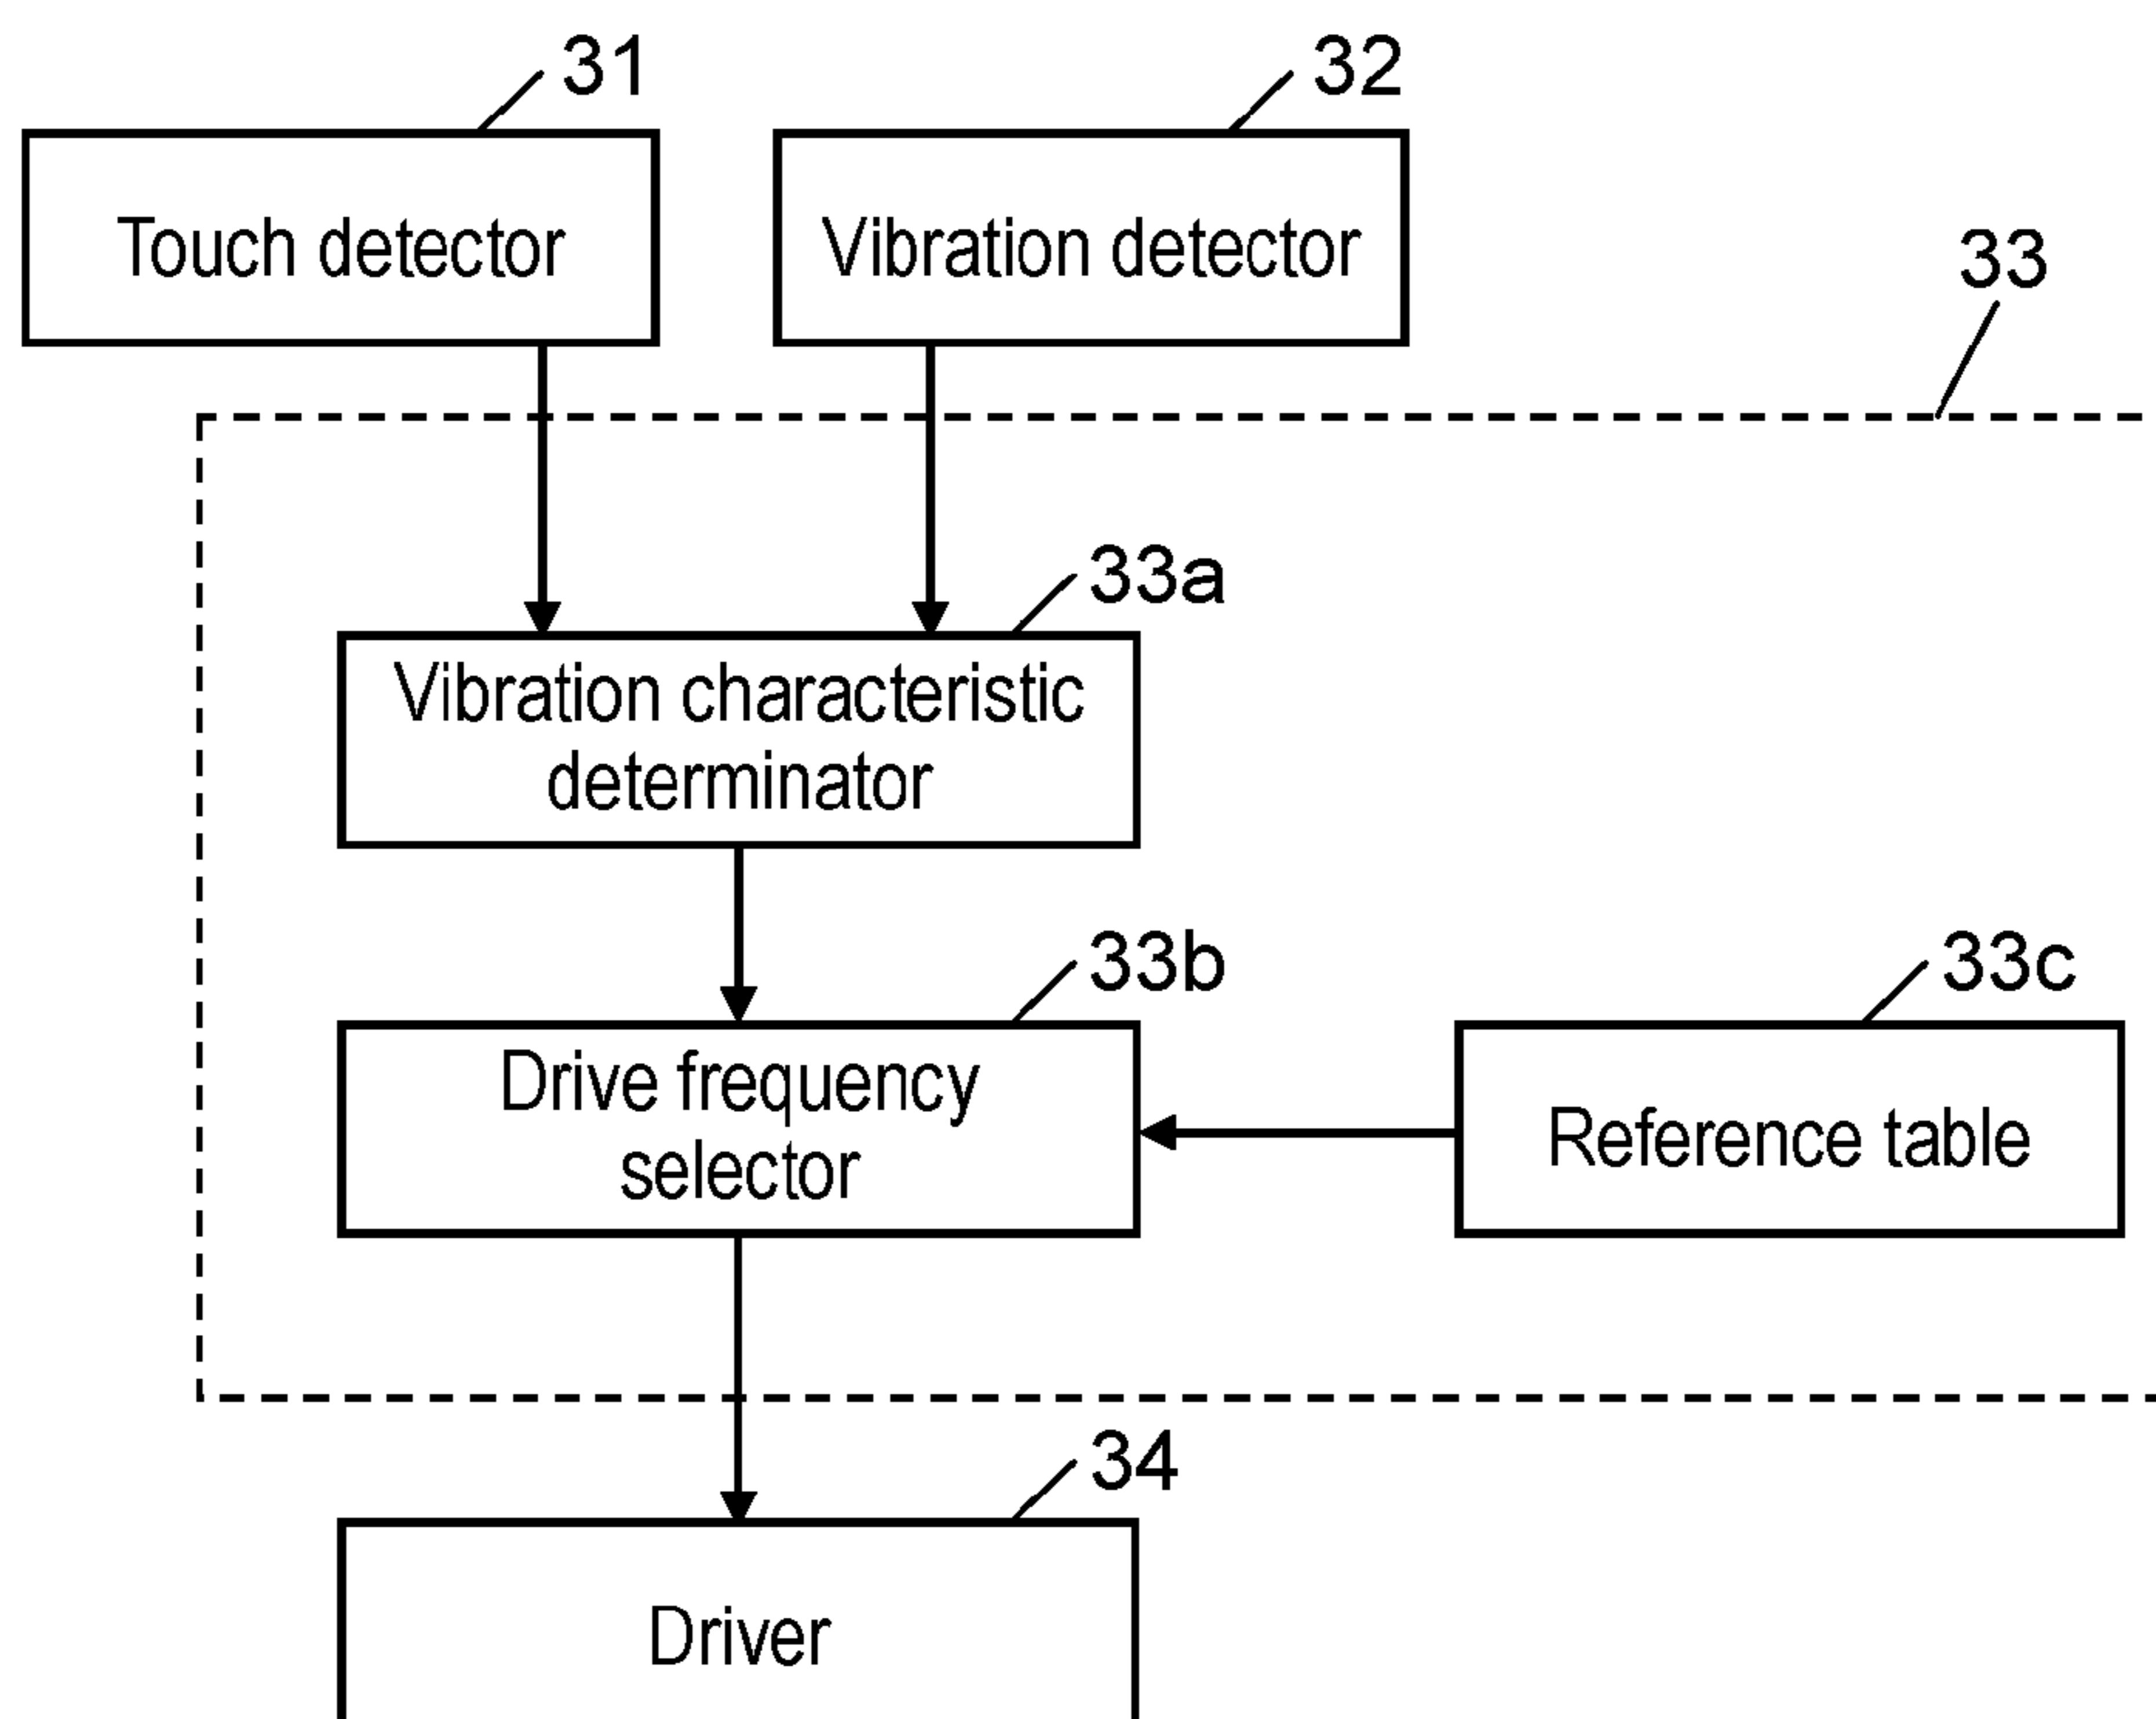 31
32
Touch detector
Vibration detector
33
33a
Vibration characteristic
determinator
33b
33c
Drive frequency
selector
Reference table
34
Driver